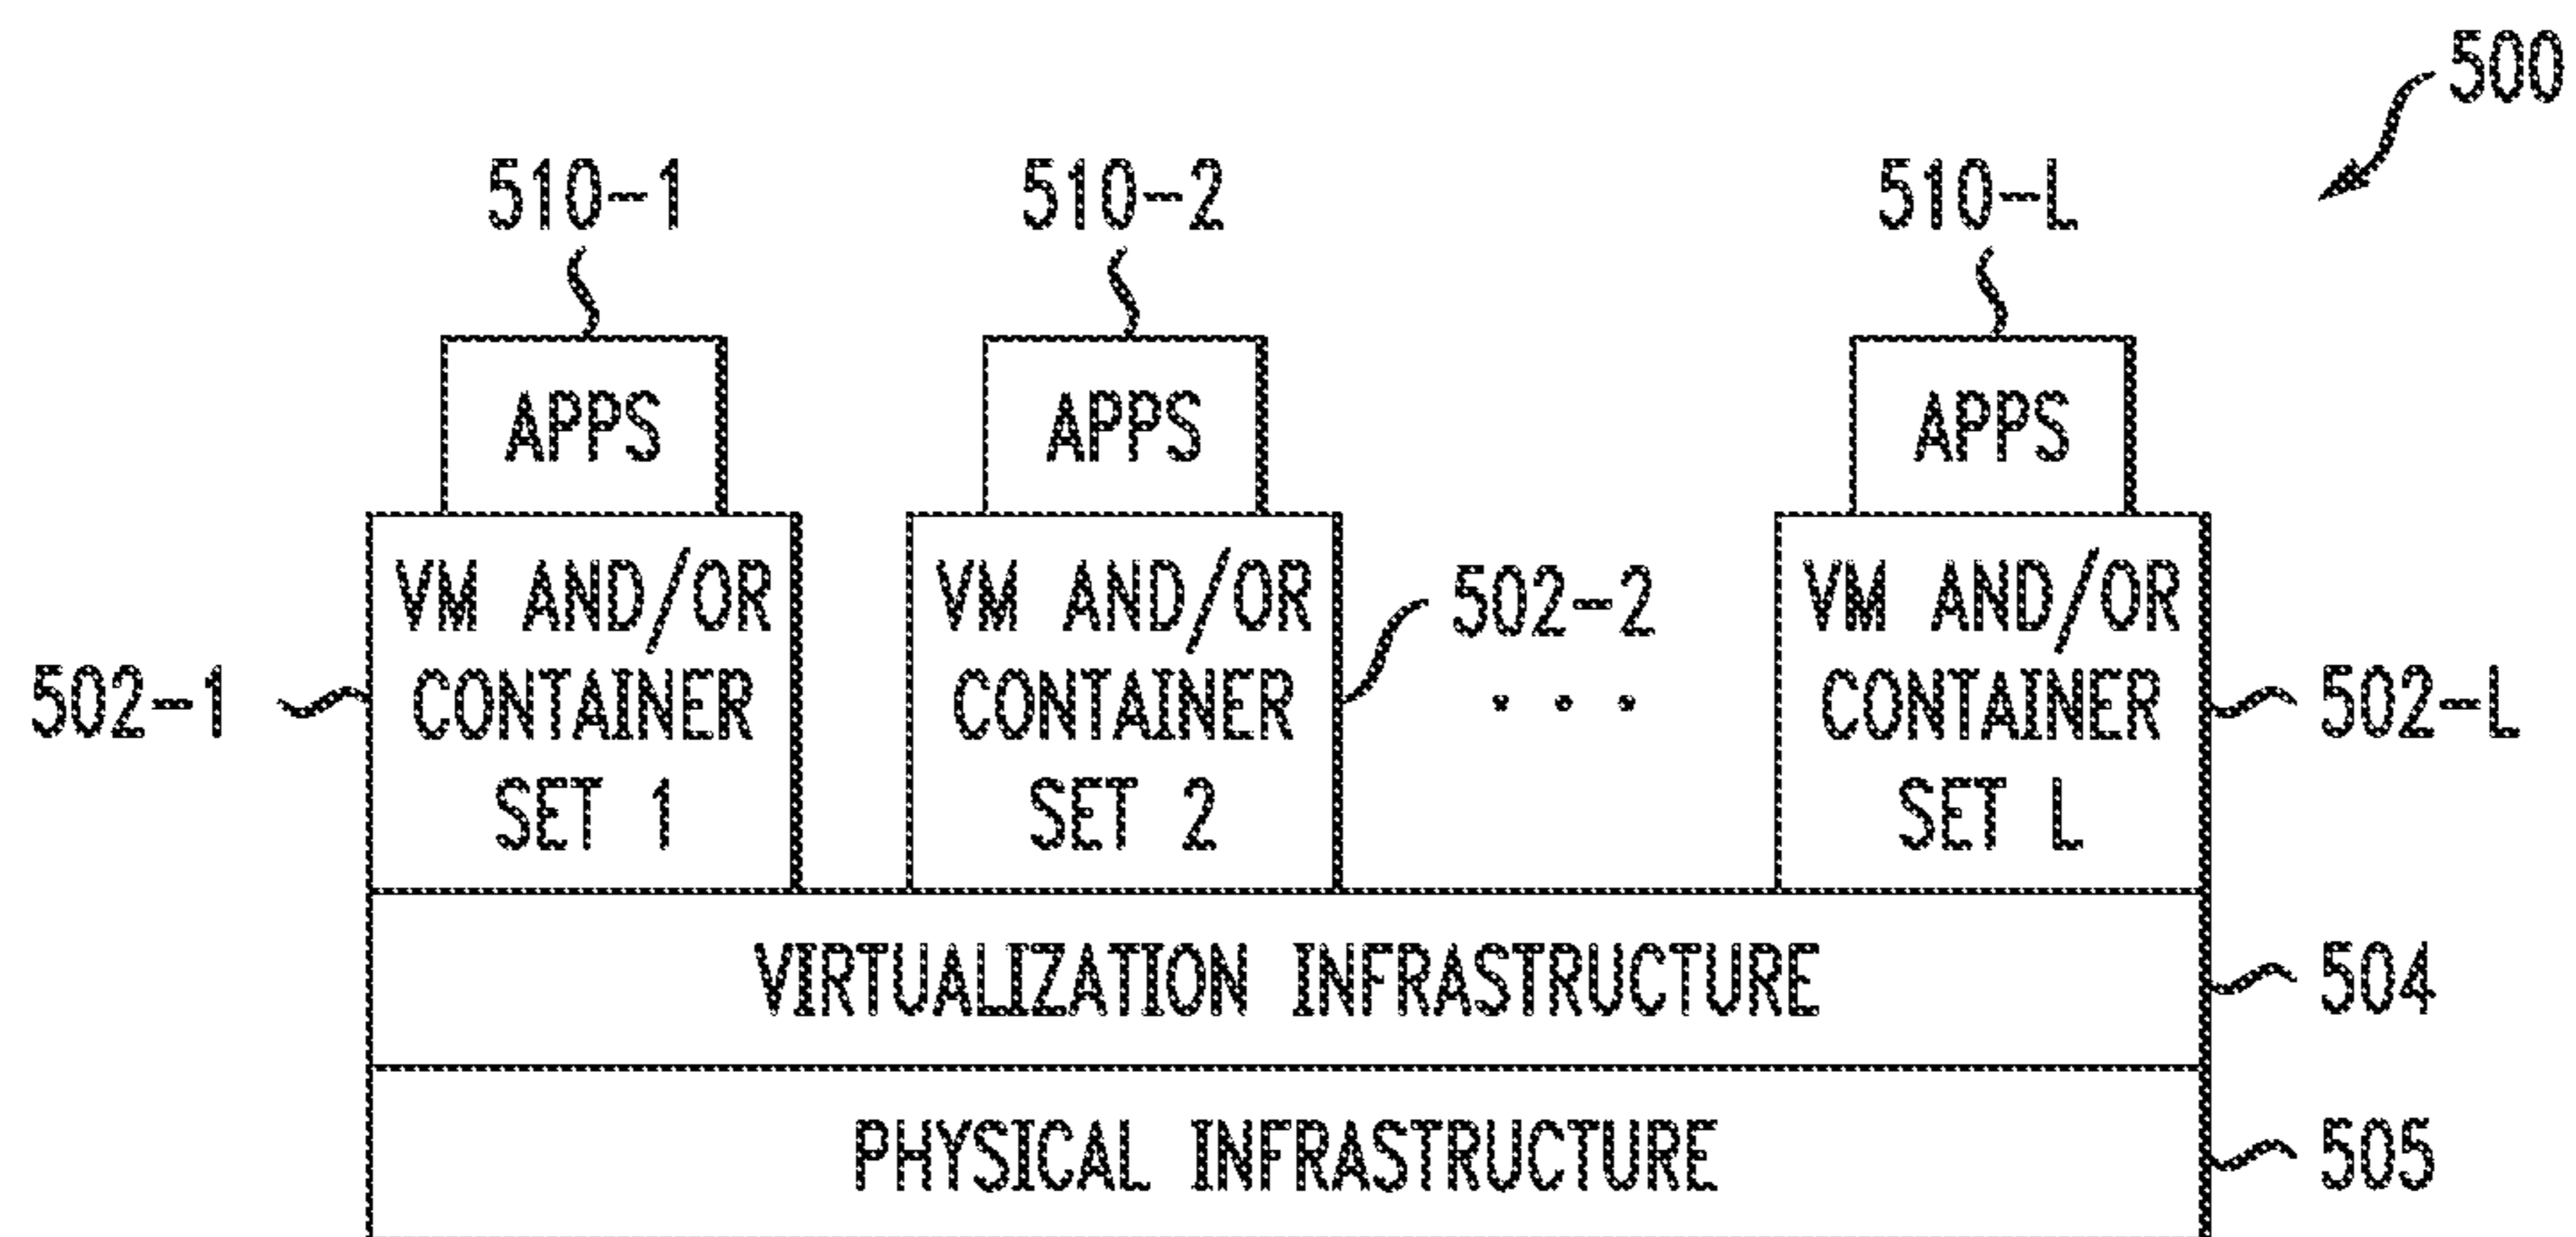 500
510-1 510-2 510-L
APPS APPS APPS
VM AND/OR VM AND/OR VM AND/OR
502-2
CONTAINER CONTAINER CONTAINER
502-1 . . . 502-L
SET 1 SET 2 SET L
VIRTUALIZATION INFRASTRUCTURE 504
PHYSICAL INFRASTRUCTURE 505